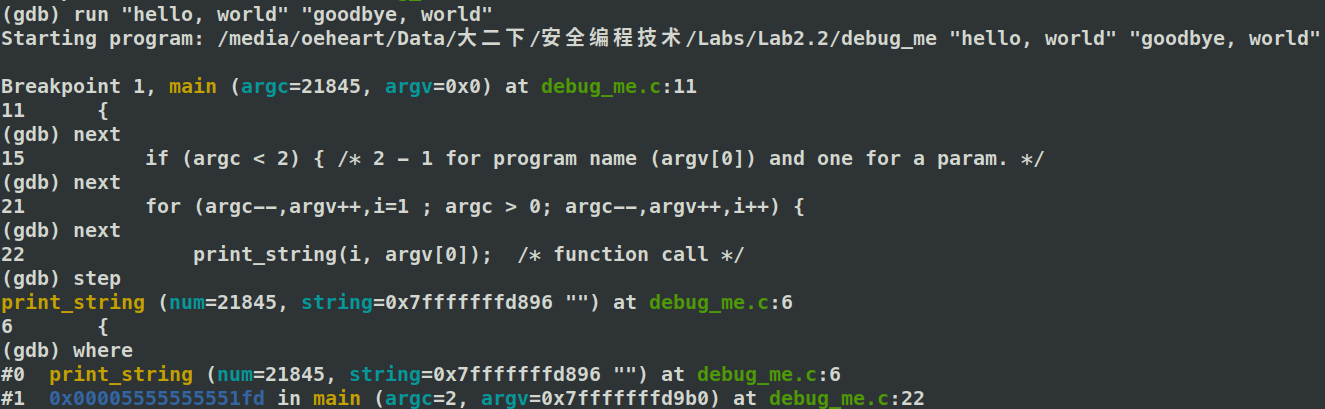 (gdb) run "hello, world" "goodbye, world"
Starting program: /media/oeheart/Data/大二下/安全编程技术/Labs/Lab2.2/debug_me "hello, world" "goodbye, world"
Breakpoint 1, main (argc=21845, argv=0x0) at debug_me.c:11
11      {
(gdb) next
15          if (argc < 2) { /* 2 - 1 for program name (argv[0]) and one for a param. */
(gdb) next
21          for (argc--,argv++,i=1 ; argc > 0; argc--,argv++,i++) {
(gdb) next
22              print_string(i, argv[0]);  /* function call */
(gdb) step
print_string (num=21845, string=0x7fffffffd896 "") at debug_me.c:6
6       {
(gdb) where
#0  print_string (num=21845, string=0x7fffffffd896 "") at debug_me.c:6
#1  0x00005555555551fd in main (argc=2, argv=0x7fffffffd9b0) at debug_me.c:22